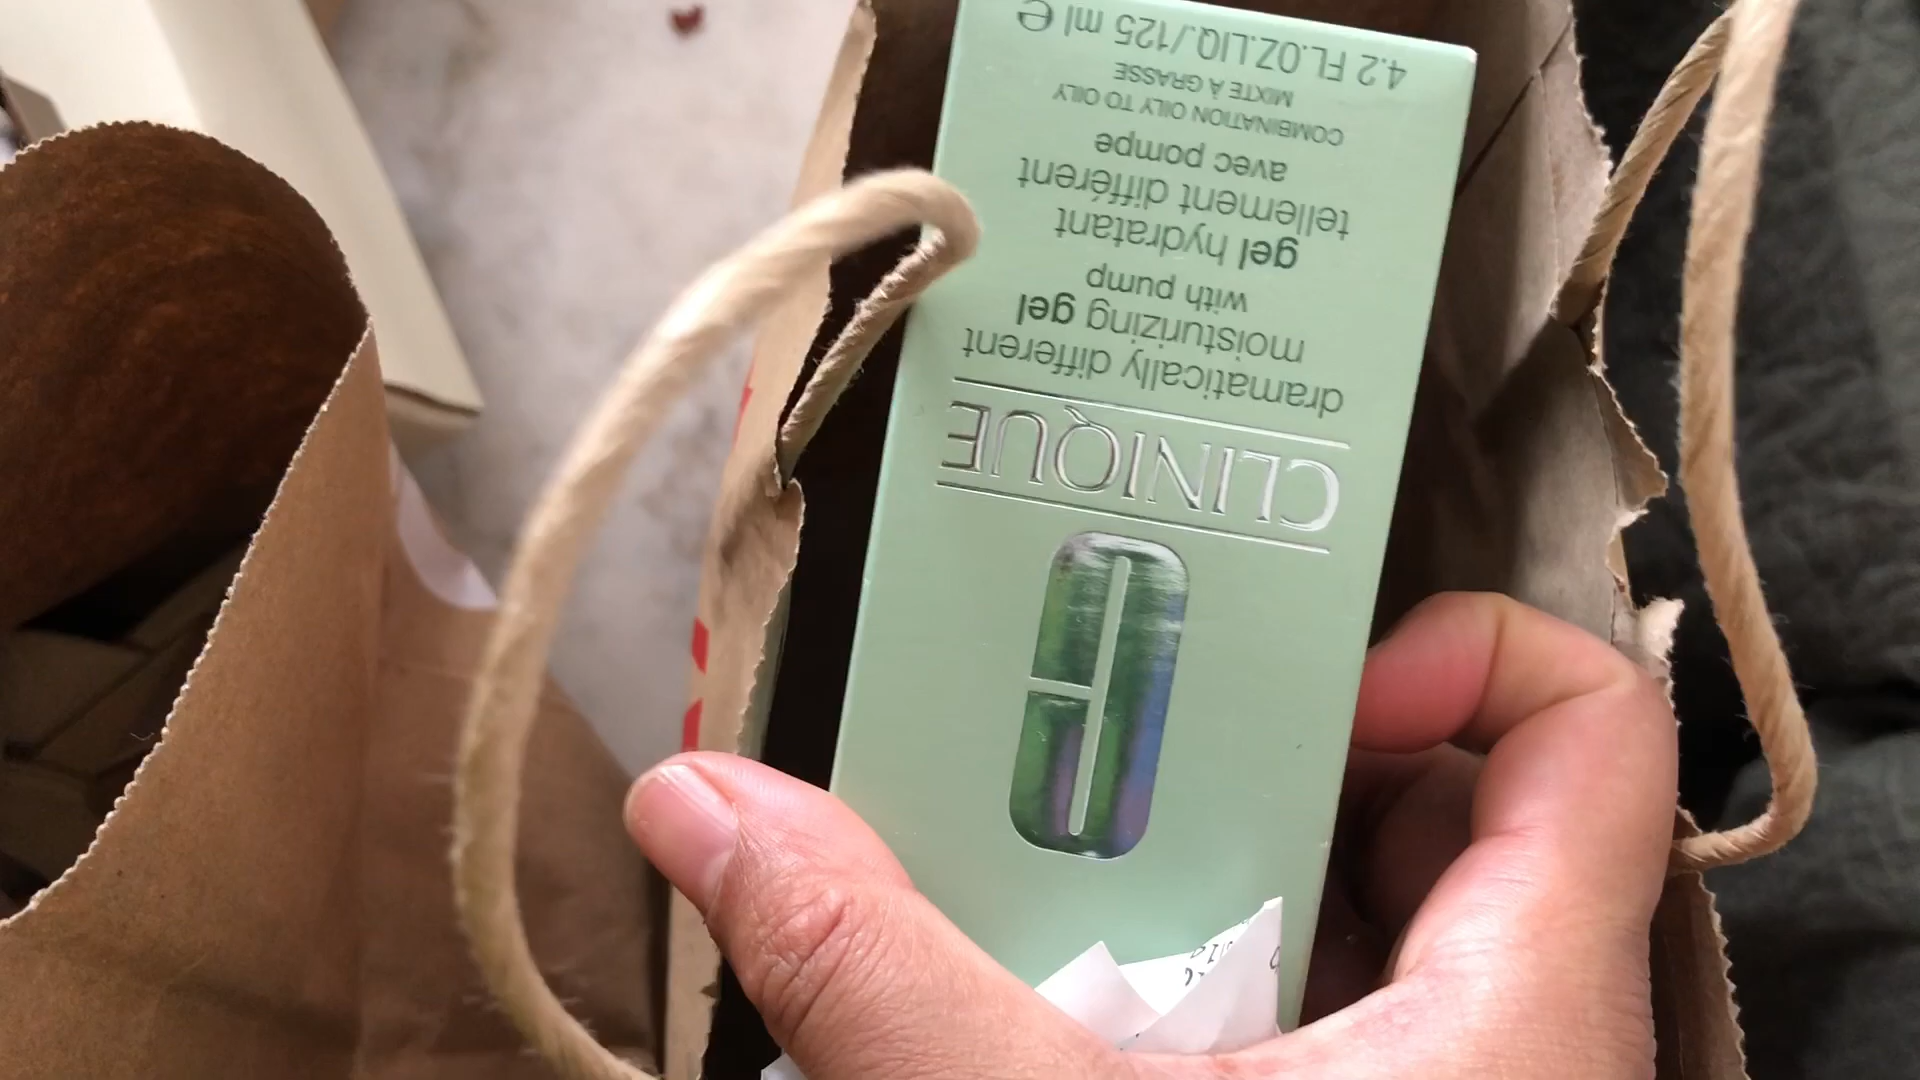 CLINIQUE
dramatically different
moisturizing gel
with pump
gel hydratant
tellement différent
avec pompe
COMBINATION OILY TO OILY
MIXTE À GRASSE
4.2 FL.OZ.LIQ./125 ml e